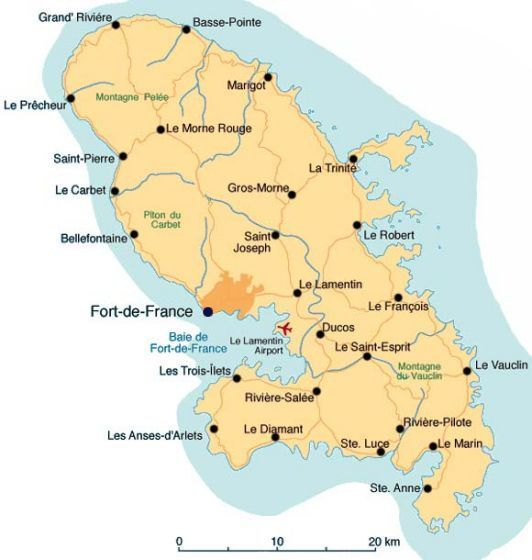 Grand' Riviére
Basse-Pointe
Marigot
Montagne Pelée
Le Prêcheur
Le Morne Rouge
Saint-Pierre
La Trinité
Le Carbet
Gros-Morne
Piton du
Carbet
Bellefontaine
Saint
Joseph
Le Robert
Le Lamentin
Le François
Fort-de-France
Baie de
Fort-de-France
Le Lamentin
Airport
Ducos
Le Saint-Esprit
Montagne
du Vauclin
Le Vauclin
Les Trois-Îlets
Rivière-Salée
Les Anses-d'Arlets
Le Diamant
Ste. Luce
Rivière-Pilote
Le Marin
Ste. Anne
0 10 20 km